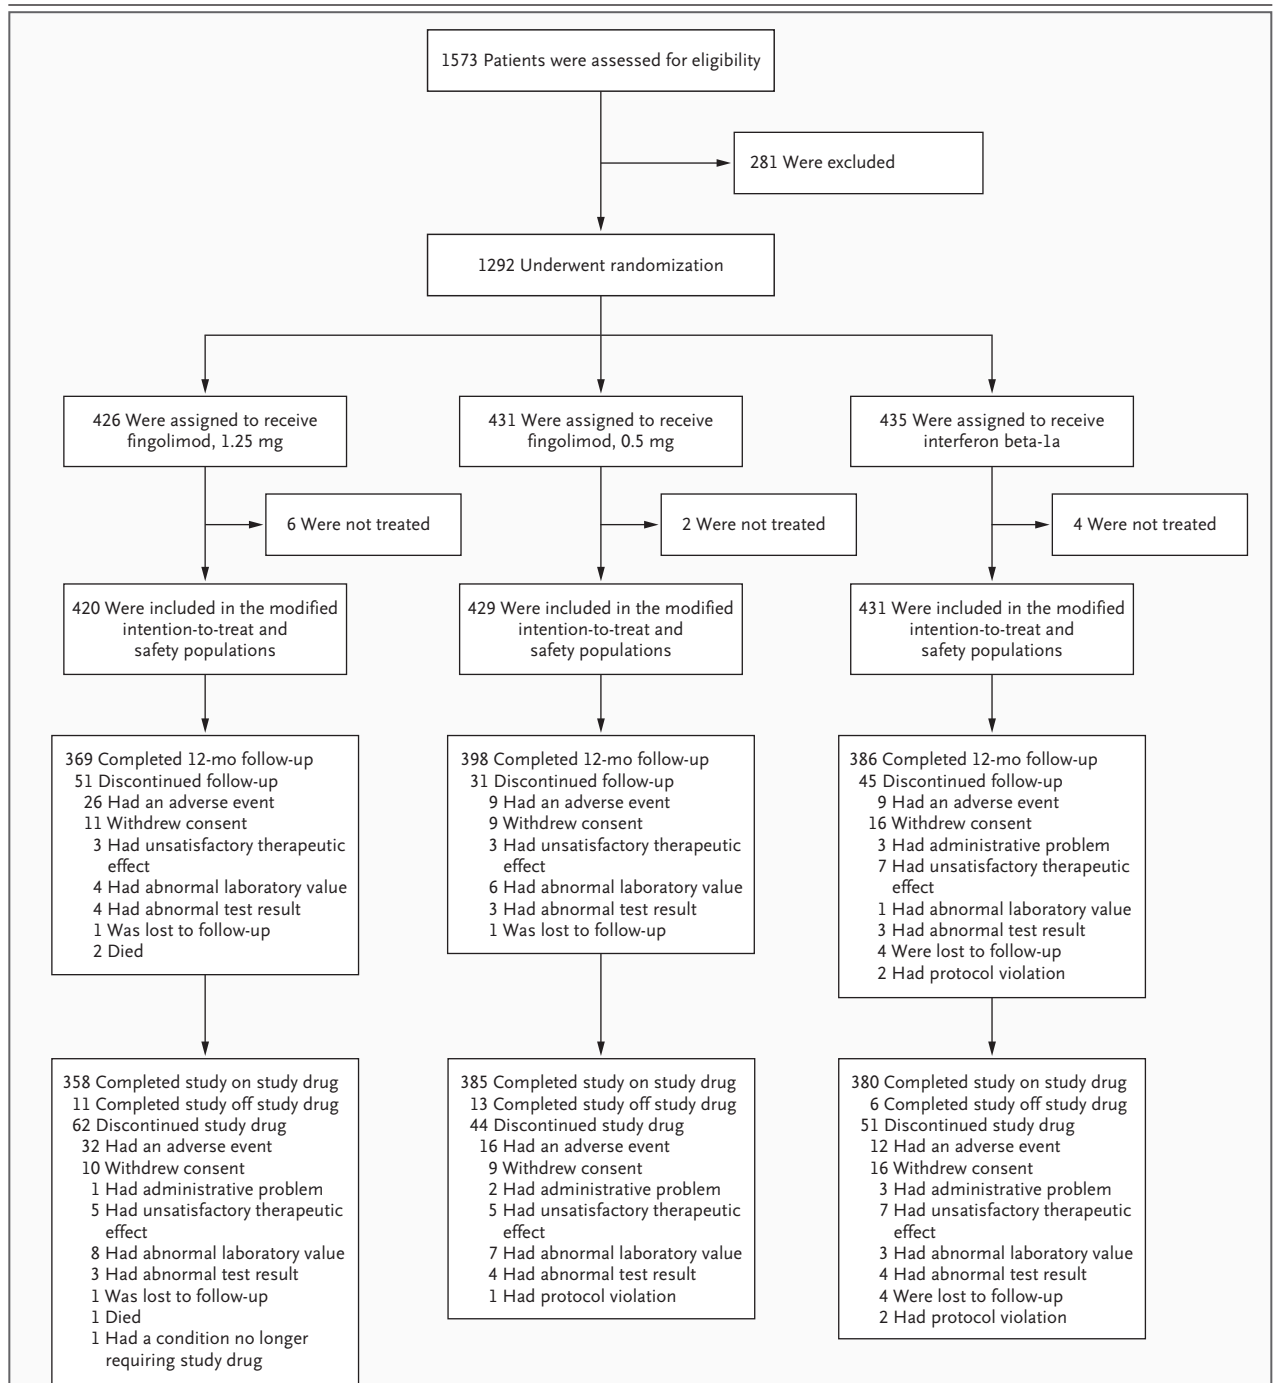 1573 Patients were assessed for eligibility
281 Were excluded
1292 Underwent randomization
426 Were assigned to receive
fingolimod, 1.25 mg
431 Were assigned to receive
fingolimod, 0.5 mg
435 Were assigned to receive
interferon beta-1a
6 Were not treated
2 Were not treated
4 Were not treated
420 Were included in the modified
intention-to-treat and
safety populations
429 Were included in the modified
intention-to-treat and
safety populations
431 Were included in the modified
intention-to-treat and
safety populations
369 Completed 12-mo follow-up
51 Discontinued follow-up
26 Had an adverse event
11 Withdrew consent
3 Had unsatisfactory therapeutic
effect
4 Had abnormal laboratory value
4 Had abnormal test result
1 Was lost to follow-up
2 Died
398 Completed 12-mo follow-up
31 Discontinued follow-up
9 Had an adverse event
9 Withdrew consent
3 Had unsatisfactory therapeutic
effect
6 Had abnormal laboratory value
3 Had abnormal test result
1 Was lost to follow-up
386 Completed 12-mo follow-up
45 Discontinued follow-up
9 Had an adverse event
16 Withdrew consent
3 Had administrative problem
7 Had unsatisfactory therapeutic
effect
1 Had abnormal laboratory value
3 Had abnormal test result
4 Were lost to follow-up
2 Had protocol violation
358 Completed study on study drug
11 Completed study off study drug
62 Discontinued study drug
32 Had an adverse event
10 Withdrew consent
1 Had administrative problem
5 Had unsatisfactory therapeutic
effect
8 Had abnormal laboratory value
3 Had abnormal test result
1 Was lost to follow-up
1 Died
1 Had a condition no longer
requiring study drug
385 Completed study on study drug
13 Completed study off study drug
44 Discontinued study drug
16 Had an adverse event
9 Withdrew consent
2 Had administrative problem
5 Had unsatisfactory therapeutic
effect
7 Had abnormal laboratory value
4 Had abnormal test result
1 Had protocol violation
380 Completed study on study drug
6 Completed study off study drug
51 Discontinued study drug
12 Had an adverse event
16 Withdrew consent
3 Had administrative problem
7 Had unsatisfactory therapeutic
effect
3 Had abnormal laboratory value
4 Had abnormal test result
4 Were lost to follow-up
2 Had protocol violation